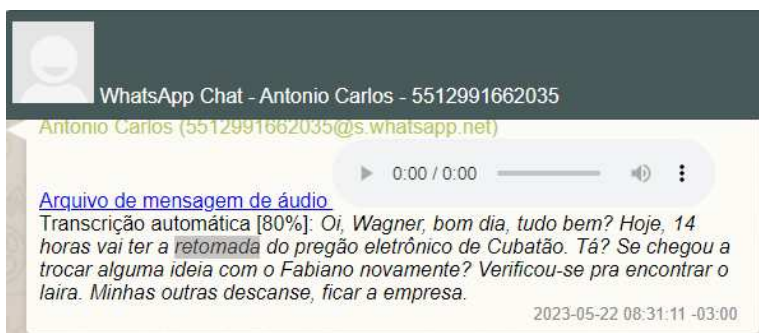 WhatsApp Chat - Antonio Carlos - 5512991662035
Antonio Carlos (5512991662035@s.whatsapp.net)
0:00 / 0:00
Arquivo de mensagem de áudio
Transcrição automática [80%]: Oi, Wagner, bom dia, tudo bem? Hoje, 14
horas vai ter a retomada do pregão eletrônico de Cubatão. Tá? Se chegou a
trocar alguma ideia com o Fabiano novamente? Verificou-se pra encontrar o
laira. Minhas outras descanse, ficar a empresa.
2023-05-22 08:31:11 -03:00